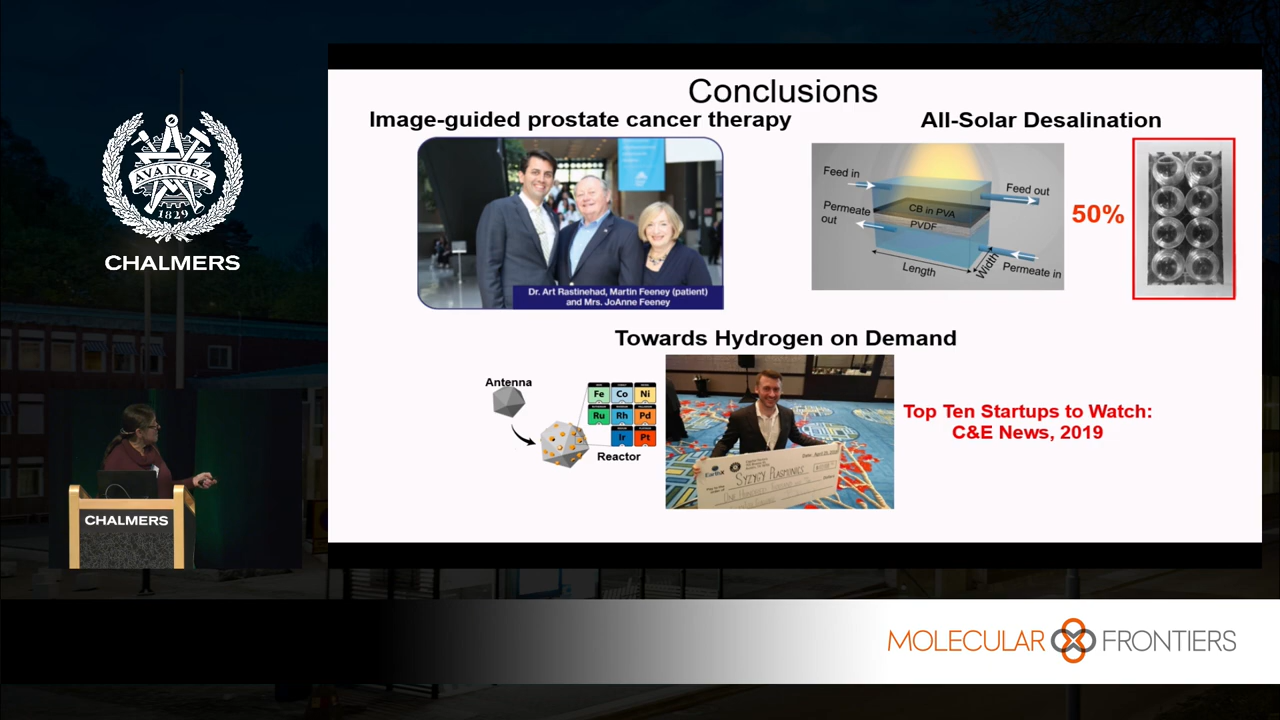 AVANCEZ
1829
CHALMERS
CHALMERS
Conclusions
Image-guided prostate cancer therapy
Dr. Art Rastinehad, Martin Feeney (patient)
and Mrs. JoAnne Feeney
All-Solar Desalination
Feed in
Feed out
CB in PVA
Permeate
out
PVDF
Length
Width
Permeate in
50%
Towards Hydrogen on Demand
Antenna
Fe Co Ni
Ru Rh Pd
Ir Pt
Reactor
SYZYGY PLASMONICS
Top Ten Startups to Watch:
C&E News, 2019
MOLECULAR FRONTIERS